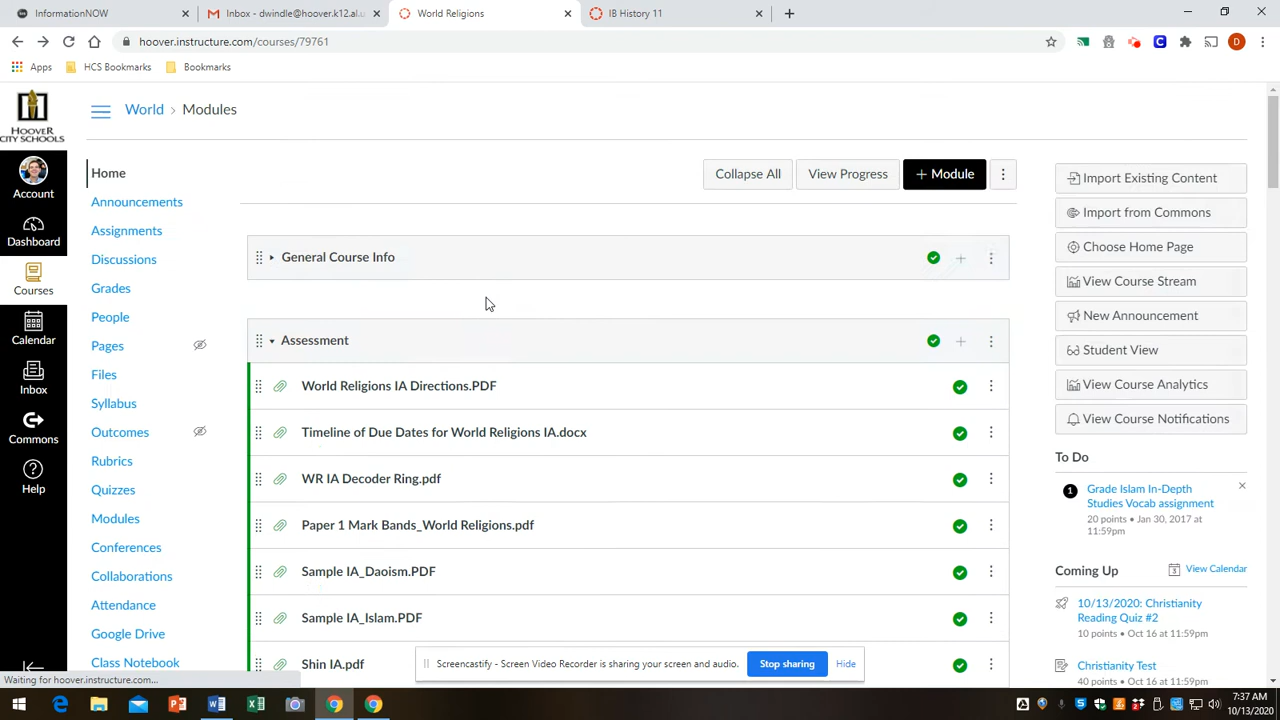 InformationNOW
Inbox - dwindle@hoover.k12.al.u
World Religions
IB History 11
hoover.instructure.com/courses/79761
D
Apps
HCS Bookmarks
Bookmarks
HOOVER
CITY SCHOOLS
Account
Dashboard
Courses
Calendar
Inbox
Commons
Help
World > Modules
Home
Announcements
Assignments
Discussions
Grades
People
Pages
Files
Syllabus
Outcomes
Rubrics
Quizzes
Modules
Conferences
Collaborations
Attendance
Google Drive
Class Notebook
Collapse All
View Progress
+ Module
General Course Info
Assessment
World Religions IA Directions.PDF
Timeline of Due Dates for World Religions IA.docx
WR IA Decoder Ring.pdf
Paper 1 Mark Bands_World Religions.pdf
Sample IA_Daoism.PDF
Sample IA_Islam.PDF
Shin IA.pdf
Import Existing Content
Import from Commons
Choose Home Page
View Course Stream
New Announcement
Student View
View Course Analytics
View Course Notifications
To Do
1
Grade Islam In-Depth
Studies Vocab assignment
20 points • Jan 30, 2017 at
11:59pm
Coming Up
View Calendar
10/13/2020: Christianity
Reading Quiz #2
10 points • Oct 16 at 11:59pm
Christianity Test
40 points • Oct 16 at 11:59pm
Screencastify - Screen Video Recorder is sharing your screen and audio.
Stop sharing
Hide
Waiting for hoover.instructure.com...
7:37 AM
10/13/2020